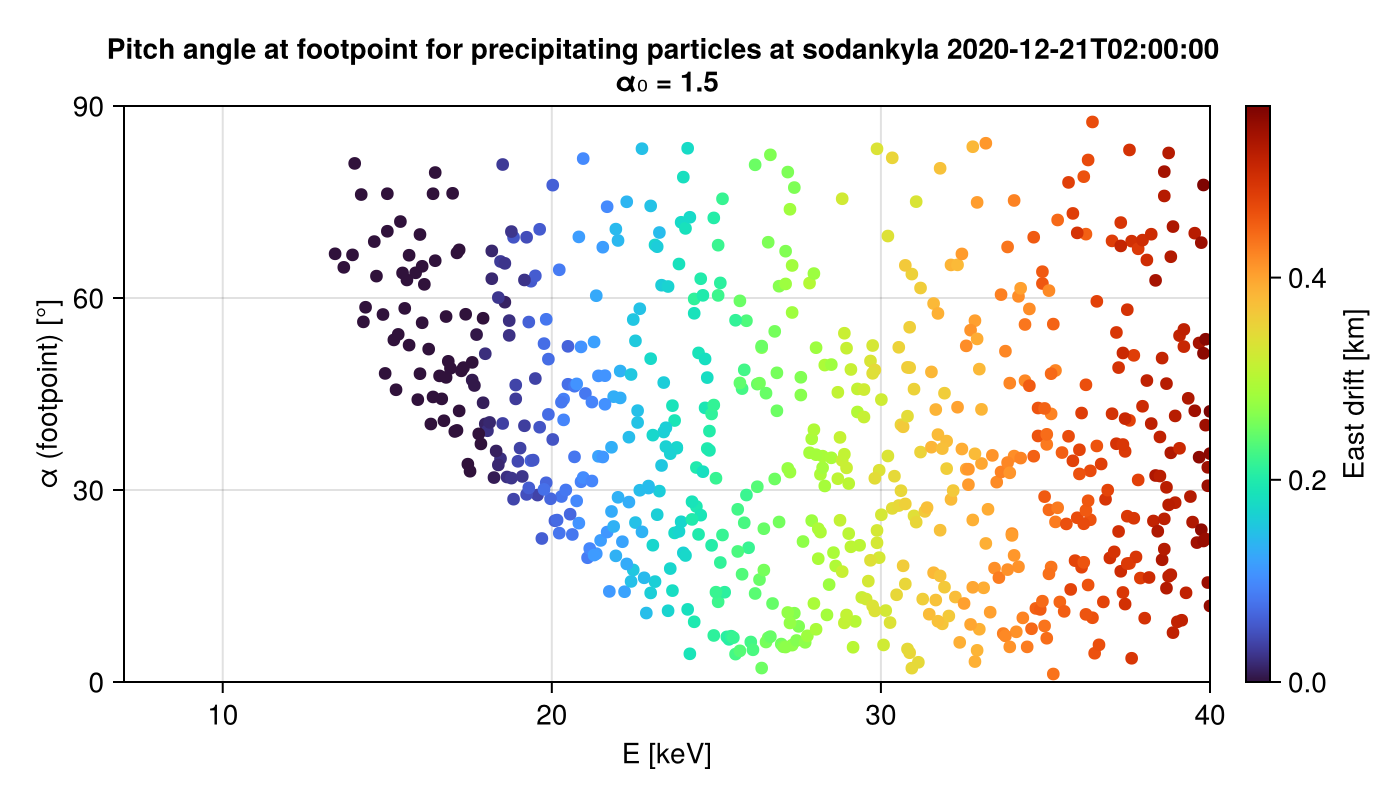 Pitch angle at footpoint for precipitating particles at sodankyla 2020-12-21T02:00:00
α₀ = 1.5
90
60
30
0
α (footpoint) [°]
10
20
30
40
E [keV]
0.4
0.2
0.0
East drift [km]